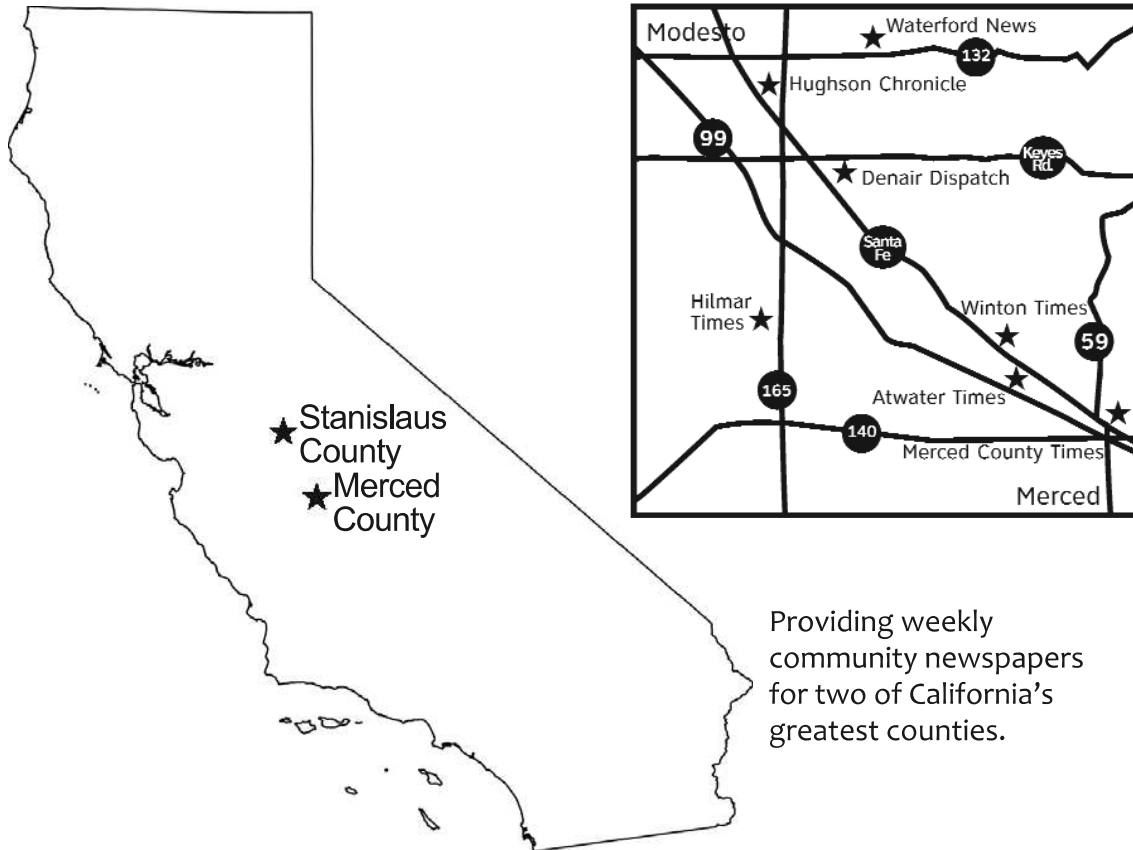 Modesto
Waterford News
132
Hughson Chronicle
99
Keyes
Rd.
Denair Dispatch
Santa
Fe
Hilmar
Times
Winton Times
59
165
Atwater Times
140
Merced County Times
Merced
Stanislaus
County
Merced
County
Providing weekly
community newspapers
for two of California’s
greatest counties.